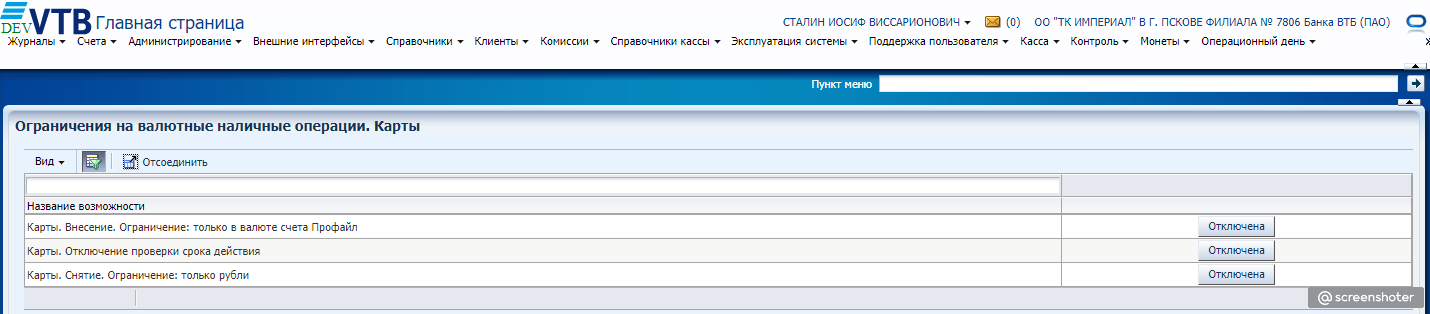 DEV VTB Главная страница
СТАЛИН ИОСИФ ВИССАРИОНОВИЧ (0) ОО "ТК ИМПЕРИАЛ" В Г. ПСКОВЕ ФИЛИАЛА № 7806 Банка ВТБ (ПАО)
Журналы Счета Администрирование Внешние интерфейсы Справочники Клиенты Комиссии Справочники кассы Эксплуатация системы Поддержка пользователя Касса Контроль Монеты Операционный день »
Пункт меню
Ограничения на валютные наличные операции. Карты
Вид Отсоединить
Название возможности
Карты. Внесение. Ограничение: только в валюте счета Профайл Отключена
Карты. Отключение проверки срока действия Отключена
Карты. Снятие. Ограничение: только рубли Отключена
@screenshoter